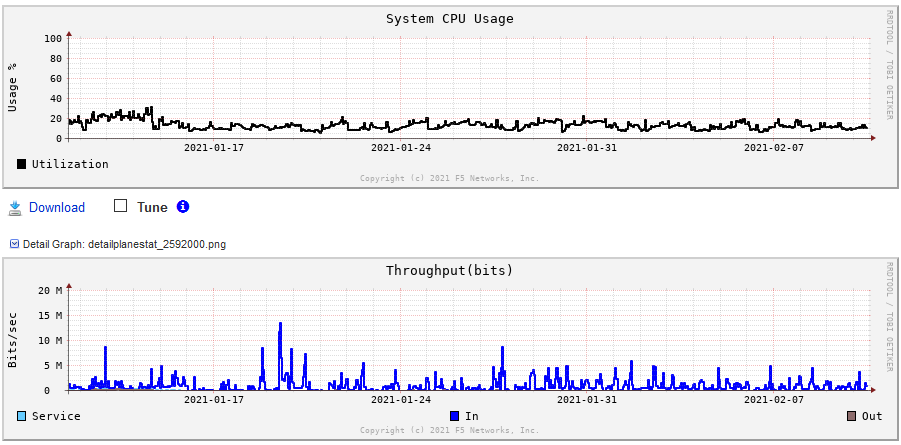 System CPU Usage
RRDTOOL / TOBI OETIKER
Usage %
100
80
60
40
20
0
2021-01-17 2021-01-24 2021-01-31 2021-02-07
Utilization
Copyright (c) 2021 F5 Networks, Inc.
Download Tune i
Detail Graph: detailplanestat_2592000.png
Throughput(bits)
RRDTOOL / TOBI OETIKER
Bits/sec
20 M
15 M
10 M
5 M
0
2021-01-17 2021-01-24 2021-01-31 2021-02-07
Service In Out
Copyright (c) 2021 F5 Networks, Inc.